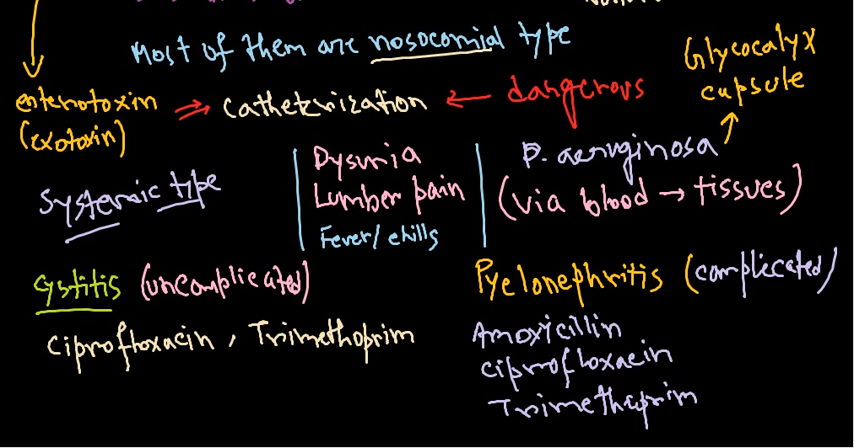 Most of them are nosocomial type
Glycocalyx
capsule
enterotoxin
(exotoxin)
⇒ catheterization ← dangerous
Systemic type
Dysuria
Lumber pain
Fever/chills
P. aeruginosa
(via blood → tissues)
Cystitis (uncomplicated)
Ciprofloxacin, Trimethoprim
Pyelonephritis (complicated)
Amoxicillin
Ciprofloxacin
Trimethoprim